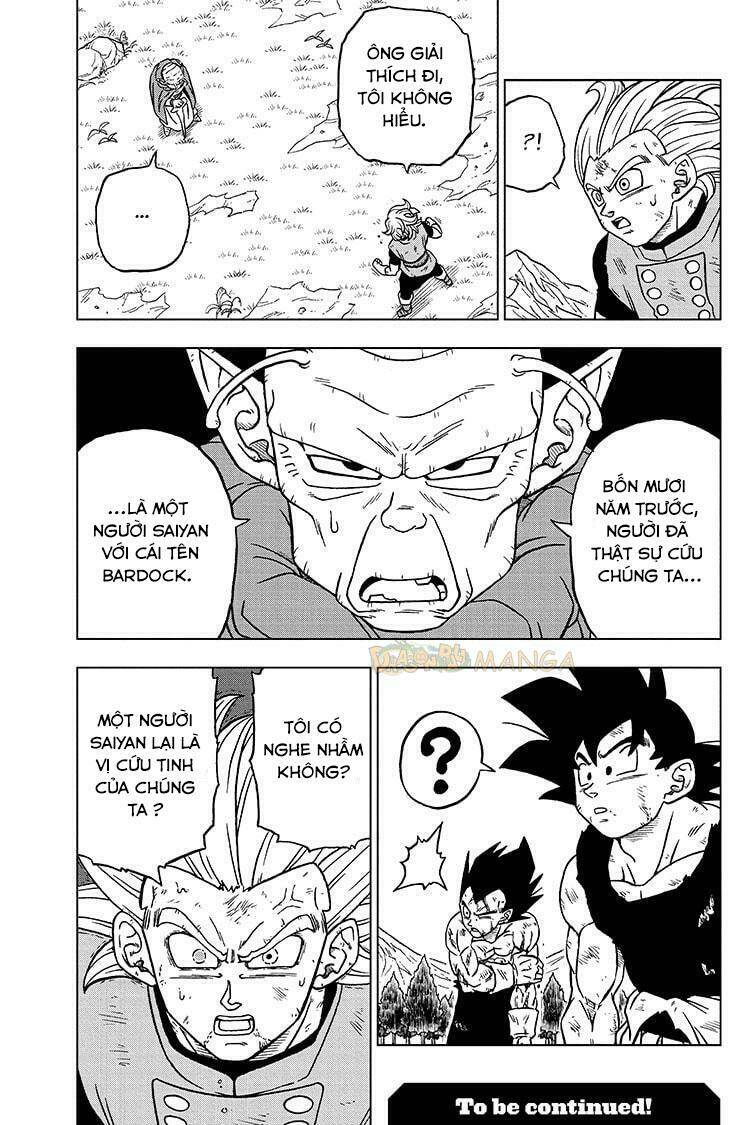 ?!
ÔNG GIẢI
THÍCH ĐI,
TÔI KHÔNG
HIỂU.
...
BỐN MƯƠI
NĂM TRƯỚC,
NGƯỜI ĐÃ
THẬT SỰ CỨU
CHÚNG TA...
...LÀ MỘT
NGƯỜI SAIYAN
VỚI CÁI TÊN
BARDOCK.
MANGA
?
TÔI CÓ
NGHE NHẦM
KHÔNG?
MỘT NGƯỜI
SAIYAN LẠI LÀ
VỊ CỨU TINH
CỦA CHÚNG
TA ?
To be continued!